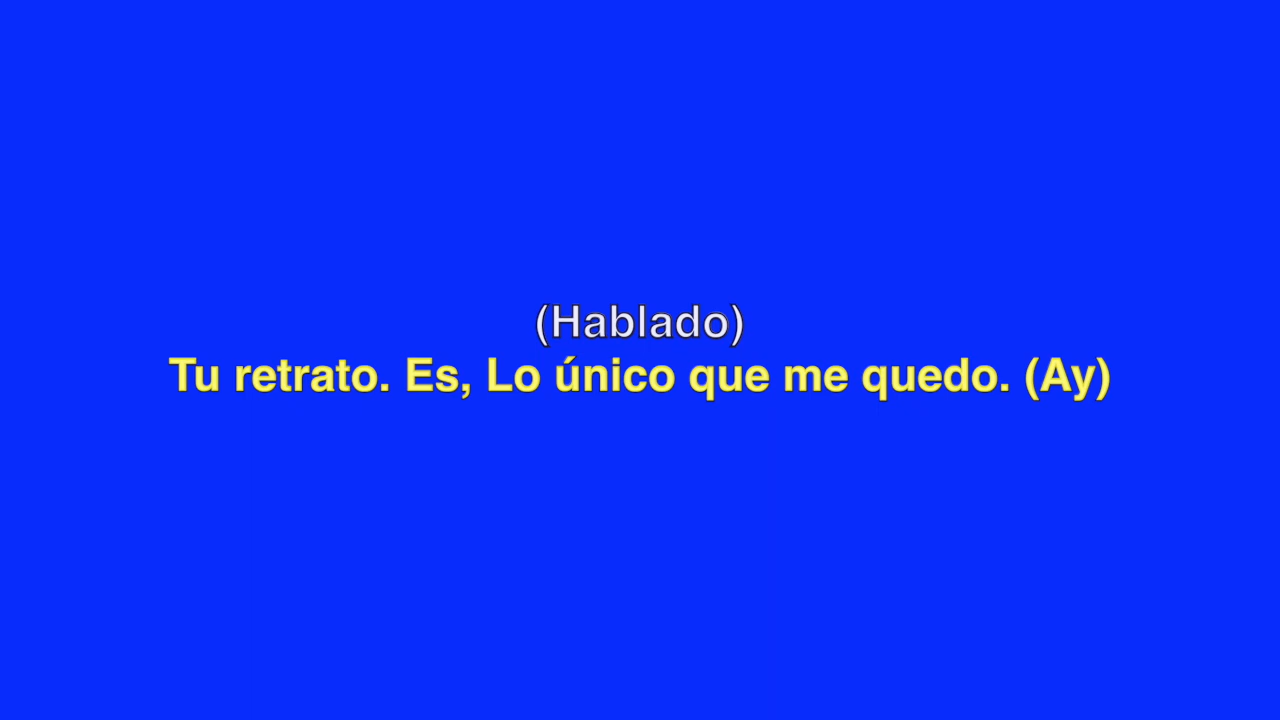 (Hablado)
Tu retrato. Es, Lo único que me quedo. (Ay)